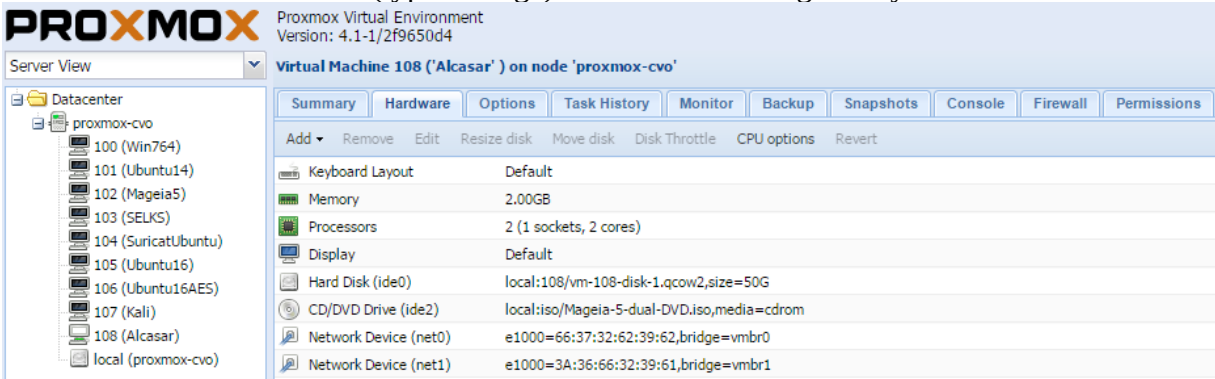 PROXMOX
Proxmox Virtual Environment
Version: 4.1-1/2f9650d4
Server View
Virtual Machine 108 ('Alcasar' ) on node 'proxmox-cvo'
Datacenter
proxmox-cvo
100 (Win764)
101 (Ubuntu14)
102 (Mageia5)
103 (SELKS)
104 (SuricatUbuntu)
105 (Ubuntu16)
106 (Ubuntu16AES)
107 (Kali)
108 (Alcasar)
local (proxmox-cvo)
Summary Hardware Options Task History Monitor Backup Snapshots Console Firewall Permissions
Add Remove Edit Resize disk Move disk Disk Throttle CPU options Revert
Keyboard Layout Default
Memory 2.00GB
Processors 2 (1 sockets, 2 cores)
Display Default
Hard Disk (ide0) local:108/vm-108-disk-1.qcow2,size=50G
CD/DVD Drive (ide2) local:iso/Mageia-5-dual-DVD.iso,media=cdrom
Network Device (net0) e1000=66:37:32:62:39:62,bridge=vmbr0
Network Device (net1) e1000=3A:36:66:32:39:61,bridge=vmbr1